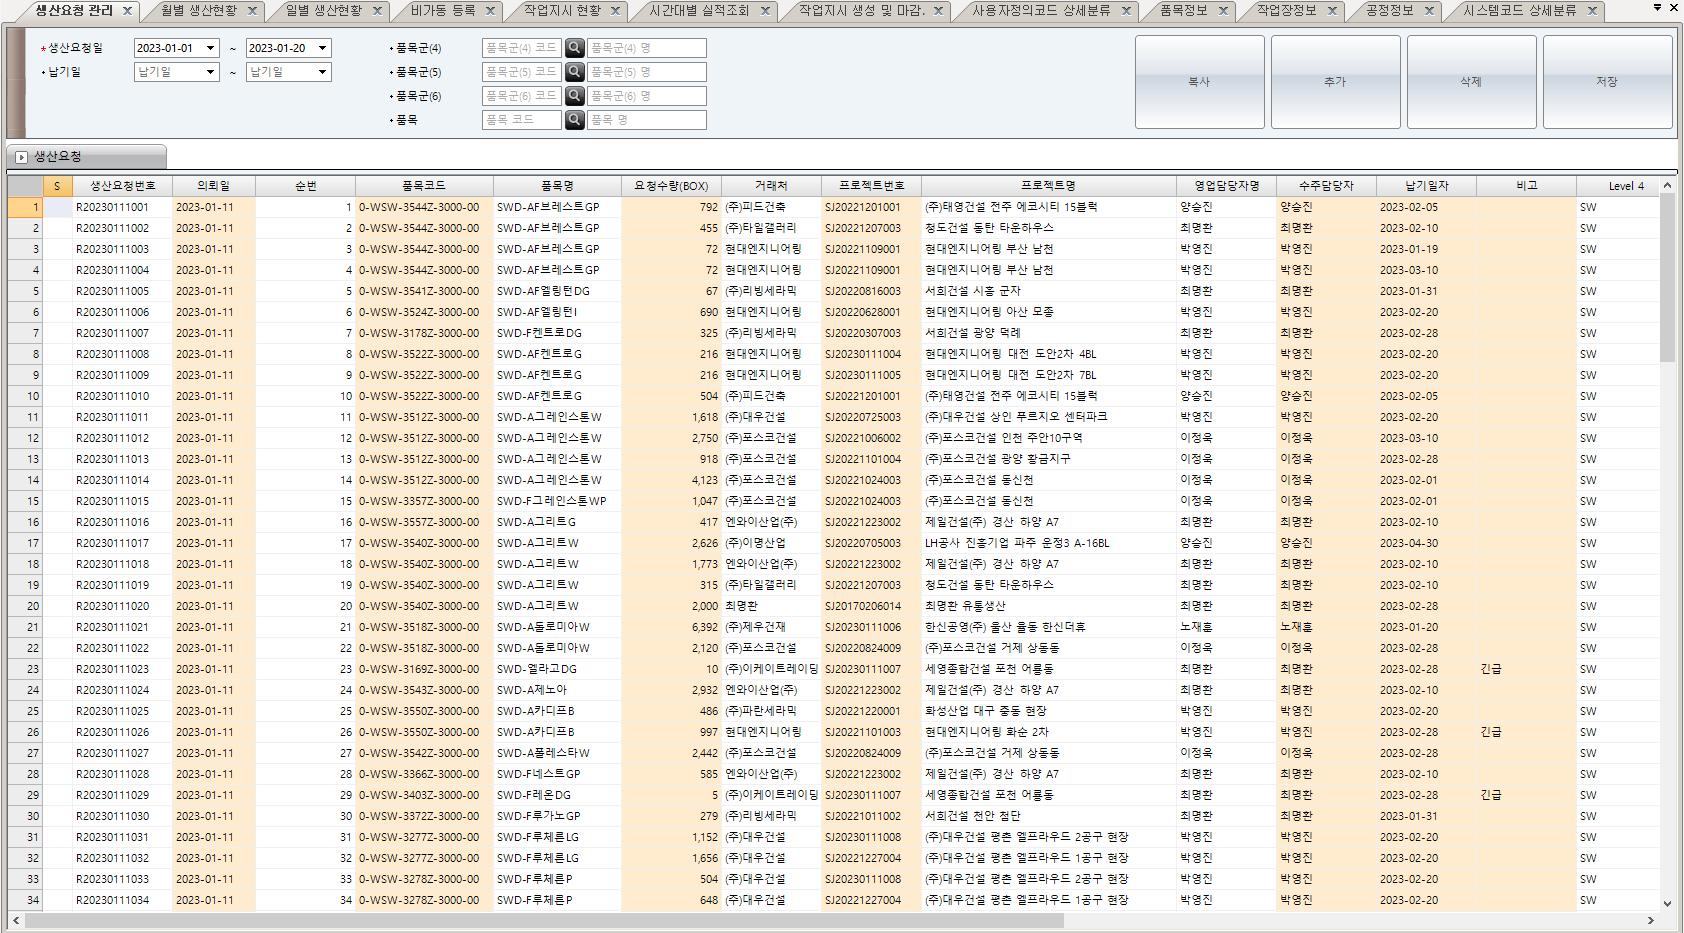 생산요청 관리 월별 생산현황 일별 생산현황 비가동 등록 작업지시 현황 시간대별 실적조회 작업지시 생성 및 마감. 사용자정의코드 상세분류 품목정보 작업장정보 공정정보 시스템코드 상세분류
*생산요청일 2023-01-01 ~ 2023-01-20 • 품목군(4) 품목군(4) 코드 품목군(4) 명
• 납기일 납기일 ~ 납기일 • 품목군(5) 품목군(5) 코드 품목군(5) 명
• 품목군(6) 품목군(6) 코드 품목군(6) 명
• 품목 품목 코드 품목 명
복사 추가 삭제 저장
생산요청
S 생산요청번호 의뢰일 순번 품목코드 품목명 요청수량(BOX) 거래처 프로젝트번호 프로젝트명 영업담당자명 수주담당자 납기일자 비고 Level 4
1 R20230111001 2023-01-11 1 0-WSW-3544Z-3000-00 SWD-AF브레스트GP 792 (주)피드건축 SJ20221201001 (주)태영건설 전주 에코시티 15블럭 양승진 양승진 2023-02-05 SW
2 R20230111002 2023-01-11 2 0-WSW-3544Z-3000-00 SWD-AF브레스트GP 455 (주)타일갤러리 SJ20221207003 청도건설 동탄 타운하우스 최명환 최명환 2023-02-10 SW
3 R20230111003 2023-01-11 3 0-WSW-3544Z-3000-00 SWD-AF브레스트GP 72 현대엔지니어링 SJ20221109001 현대엔지니어링 부산 남천 박영진 박영진 2023-01-19 SW
4 R20230111004 2023-01-11 4 0-WSW-3544Z-3000-00 SWD-AF브레스트GP 72 현대엔지니어링 SJ20221109001 현대엔지니어링 부산 남천 박영진 박영진 2023-03-10 SW
5 R20230111005 2023-01-11 5 0-WSW-3541Z-3000-00 SWD-AF엘링턴DG 67 (주)리빙세라믹 SJ20220816003 서희건설 시흥 군자 최명환 최명환 2023-01-31 SW
6 R20230111006 2023-01-11 6 0-WSW-3524Z-3000-00 SWD-AF엘링턴I 690 현대엔지니어링 SJ20220628001 현대엔지니어링 아산 모종 박영진 박영진 2023-02-20 SW
7 R20230111007 2023-01-11 7 0-WSW-3178Z-3000-00 SWD-F켄트로DG 325 (주)리빙세라믹 SJ20220307003 서희건설 광양 덕례 최명환 최명환 2023-02-28 SW
8 R20230111008 2023-01-11 8 0-WSW-3522Z-3000-00 SWD-AF켄트로G 216 현대엔지니어링 SJ20230111004 현대엔지니어링 대전 도안2차 4BL 박영진 박영진 2023-02-20 SW
9 R20230111009 2023-01-11 9 0-WSW-3522Z-3000-00 SWD-AF켄트로G 216 현대엔지니어링 SJ20230111005 현대엔지니어링 대전 도안2차 7BL 박영진 박영진 2023-02-20 SW
10 R20230111010 2023-01-11 10 0-WSW-3522Z-3000-00 SWD-AF켄트로G 504 (주)피드건축 SJ20221201001 (주)태영건설 전주 에코시티 15블럭 양승진 양승진 2023-02-05 SW
11 R20230111011 2023-01-11 11 0-WSW-3512Z-3000-00 SWD-A그레인스톤W 1,618 (주)대우건설 SJ20220725003 (주)대우건설 상인 푸르지오 센터파크 박영진 박영진 2023-02-20 SW
12 R20230111012 2023-01-11 12 0-WSW-3512Z-3000-00 SWD-A그레인스톤W 2,750 (주)포스코건설 SJ20221006002 (주)포스코건설 인천 주안10구역 이정욱 이정욱 2023-03-10 SW
13 R20230111013 2023-01-11 13 0-WSW-3512Z-3000-00 SWD-A그레인스톤W 918 (주)포스코건설 SJ20221101004 (주)포스코건설 광양 황금지구 이정욱 이정욱 2023-02-28 SW
14 R20230111014 2023-01-11 14 0-WSW-3512Z-3000-00 SWD-A그레인스톤W 4,123 (주)포스코건설 SJ20221024003 (주)포스코건설 동신천 이정욱 이정욱 2023-02-01 SW
15 R20230111015 2023-01-11 15 0-WSW-3357Z-3000-00 SWD-F그레인스톤WP 1,047 (주)포스코건설 SJ20221024003 (주)포스코건설 동신천 이정욱 이정욱 2023-02-01 SW
16 R20230111016 2023-01-11 16 0-WSW-3557Z-3000-00 SWD-A그리트G 417 엔와이산업(주) SJ20221223002 제일건설(주) 경산 하양 A7 최명환 최명환 2023-02-10 SW
17 R20230111017 2023-01-11 17 0-WSW-3540Z-3000-00 SWD-A그리트W 2,626 (주)이명산업 SJ20220705003 LH공사 진흥기업 파주 운정3 A-16BL 양승진 양승진 2023-04-30 SW
18 R20230111018 2023-01-11 18 0-WSW-3540Z-3000-00 SWD-A그리트W 1,773 엔와이산업(주) SJ20221223002 제일건설(주) 경산 하양 A7 최명환 최명환 2023-02-10 SW
19 R20230111019 2023-01-11 19 0-WSW-3540Z-3000-00 SWD-A그리트W 315 (주)타일갤러리 SJ20221207003 청도건설 동탄 타운하우스 최명환 최명환 2023-02-10 SW
20 R20230111020 2023-01-11 20 0-WSW-3540Z-3000-00 SWD-A그리트W 2,000 최명환 SJ20170206014 최명환 유통생산 최명환 최명환 2023-02-28 SW
21 R20230111021 2023-01-11 21 0-WSW-3518Z-3000-00 SWD-A돌로미아W 6,392 (주)제우건재 SJ20230111006 한신공영(주) 울산 율동 한신더휴 노재훈 노재훈 2023-01-20 SW
22 R20230111022 2023-01-11 22 0-WSW-3518Z-3000-00 SWD-A돌로미아W 2,120 (주)포스코건설 SJ20220824009 (주)포스코건설 거제 상동동 이정욱 이정욱 2023-02-28 SW
23 R20230111023 2023-01-11 23 0-WSW-3169Z-3000-00 SWD-엘라고DG 10 (주)이케이트레이딩 SJ20230111007 세영종합건설 포천 어룡동 최명환 최명환 2023-02-28 긴급 SW
24 R20230111024 2023-01-11 24 0-WSW-3543Z-3000-00 SWD-A제노아 2,932 엔와이산업(주) SJ20221223002 제일건설(주) 경산 하양 A7 최명환 최명환 2023-02-10 SW
25 R20230111025 2023-01-11 25 0-WSW-3550Z-3000-00 SWD-A카디프B 486 (주)파란세라믹 SJ20221220001 화성산업 대구 중동 현장 박영진 박영진 2023-02-20 SW
26 R20230111026 2023-01-11 26 0-WSW-3550Z-3000-00 SWD-A카디프B 997 현대엔지니어링 SJ20221101003 현대엔지니어링 화순 2차 박영진 박영진 2023-02-28 긴급 SW
27 R20230111027 2023-01-11 27 0-WSW-3542Z-3000-00 SWD-A폴레스타W 2,442 (주)포스코건설 SJ20220824009 (주)포스코건설 거제 상동동 이정욱 이정욱 2023-02-28 SW
28 R20230111028 2023-01-11 28 0-WSW-3366Z-3000-00 SWD-F네스트GP 585 엔와이산업(주) SJ20221223002 제일건설(주) 경산 하양 A7 최명환 최명환 2023-02-10 SW
29 R20230111029 2023-01-11 29 0-WSW-3403Z-3000-00 SWD-F레온DG 5 (주)이케이트레이딩 SJ20230111007 세영종합건설 포천 어룡동 최명환 최명환 2023-02-28 긴급 SW
30 R20230111030 2023-01-11 30 0-WSW-3372Z-3000-00 SWD-F루가노GP 279 (주)리빙세라믹 SJ20221011002 서희건설 천안 첨단 최명환 최명환 2023-01-31 SW
31 R20230111031 2023-01-11 31 0-WSW-3277Z-3000-00 SWD-F루체른LG 1,152 (주)대우건설 SJ20230111008 (주)대우건설 평촌 엘프라우드 2공구 현장 박영진 박영진 2023-02-20 SW
32 R20230111032 2023-01-11 32 0-WSW-3277Z-3000-00 SWD-F루체른LG 1,656 (주)대우건설 SJ20221227004 (주)대우건설 평촌 엘프라우드 1공구 현장 박영진 박영진 2023-02-20 SW
33 R20230111033 2023-01-11 33 0-WSW-3278Z-3000-00 SWD-F루체른P 504 (주)대우건설 SJ20230111008 (주)대우건설 평촌 엘프라우드 2공구 현장 박영진 박영진 2023-02-20 SW
34 R20230111034 2023-01-11 34 0-WSW-3278Z-3000-00 SWD-F루체른P 648 (주)대우건설 SJ20221227004 (주)대우건설 평촌 엘프라우드 1공구 현장 박영진 박영진 2023-02-20 SW